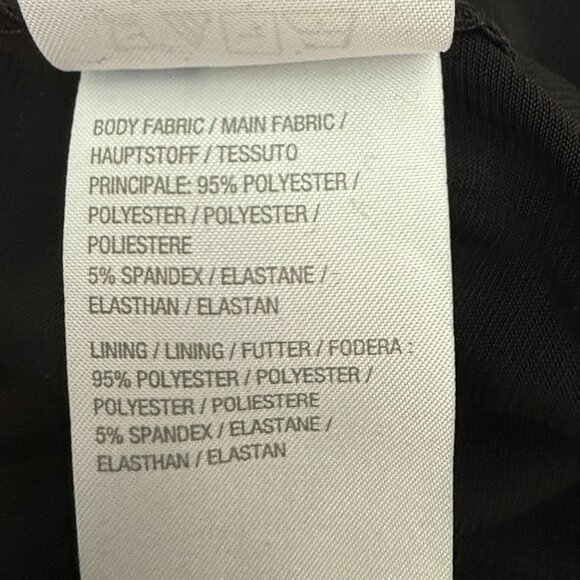 BODY FABRIC / MAIN FABRIC /
HAUPTSTOFF / TESSUTO
PRINCIPALE: 95% POLYESTER /
POLYESTER / POLYESTER /
POLIESTERE
5% SPANDEX / ELASTANE /
ELASTHAN / ELASTAN
LINING / LINING / FUTTER / FODERA :
95% POLYESTER / POLYESTER /
POLYESTER / POLIESTERE
5% SPANDEX / ELASTANE /
ELASTHAN / ELASTAN